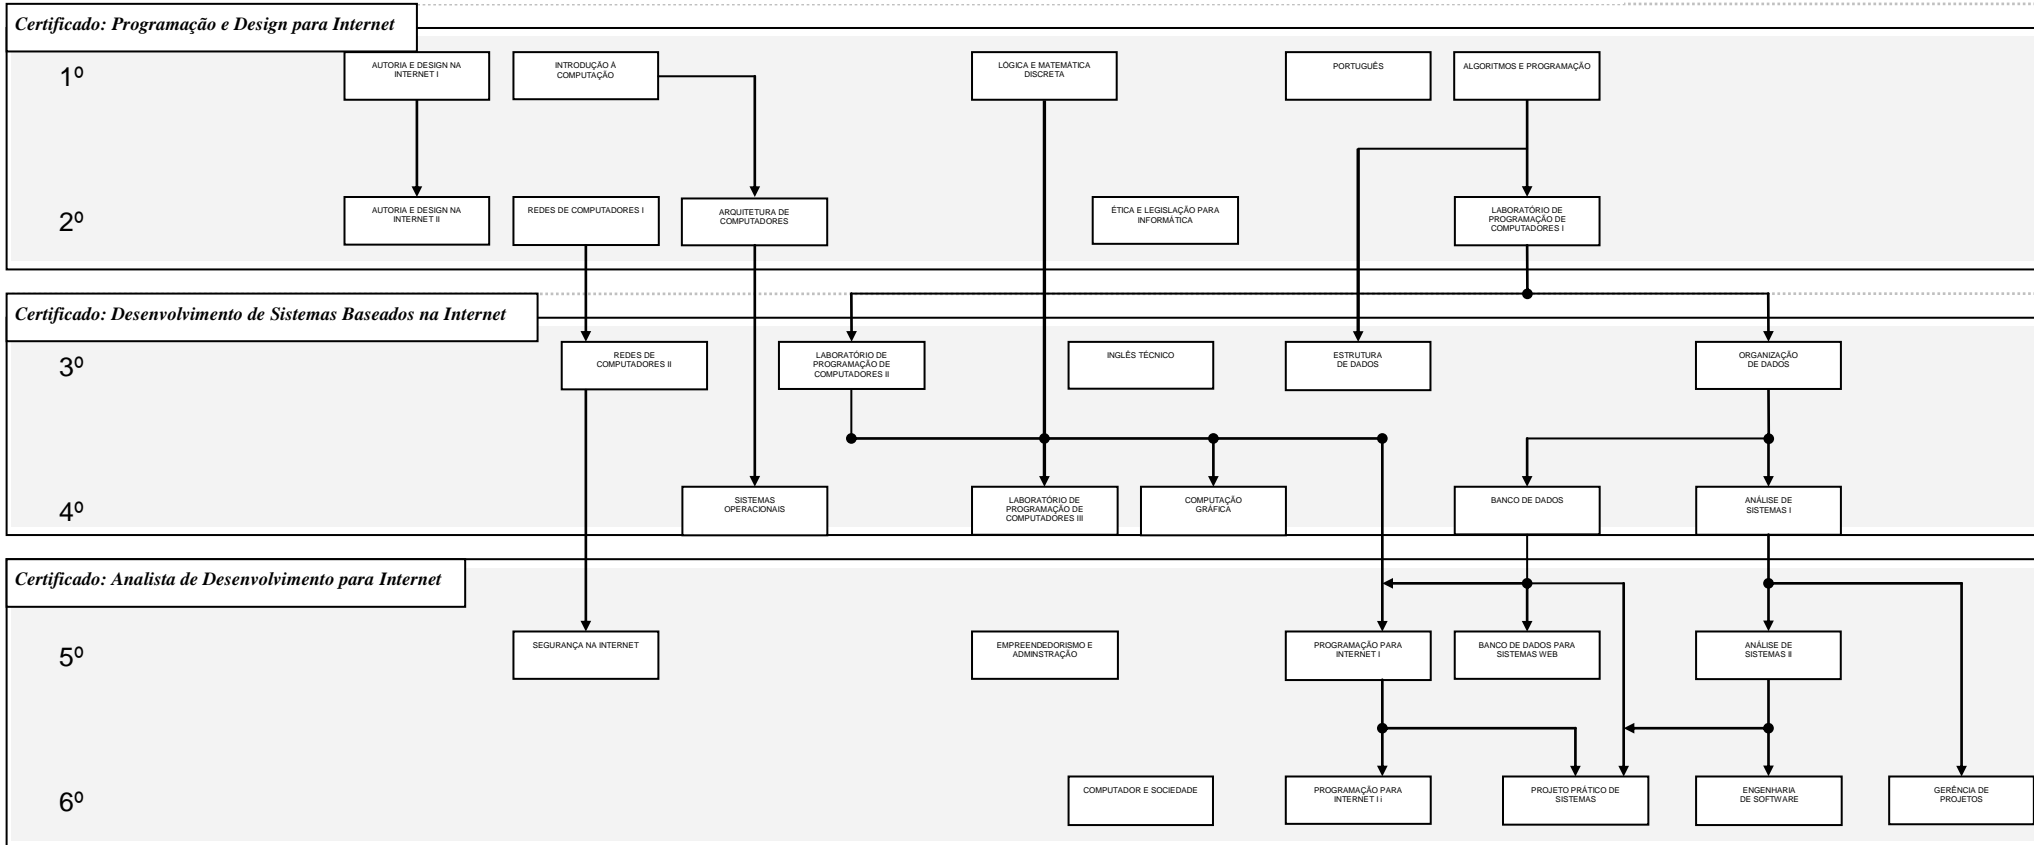 Certificado: Programação e Design para Internet
1º
AUTORIA E DESIGN NA
INTERNET I
INTRODUÇÃO À
COMPUTAÇÃO
LÓGICA E MATEMÁTICA
DISCRETA
PORTUGUÊS
ALGORITMOS E PROGRAMAÇÃO
2º
AUTORIA E DESIGN NA
INTERNET II
REDES DE COMPUTADORES I
ARQUITETURA DE
COMPUTADORES
ÉTICA E LEGISLAÇÃO PARA
INFORMÁTICA
LABORATÓRIO DE
PROGRAMAÇÃO DE
COMPUTADORES I
Certificado: Desenvolvimento de Sistemas Baseados na Internet
3º
REDES DE
COMPUTADORES II
LABORATÓRIO DE
PROGRAMAÇÃO DE
COMPUTADORES II
INGLÊS TÉCNICO
ESTRUTURA
DE DADOS
ORGANIZAÇÃO
DE DADOS
4º
SISTEMAS
OPERACIONAIS
LABORATÓRIO DE
PROGRAMAÇÃO DE
COMPUTADORES III
COMPUTAÇÃO
GRÁFICA
BANCO DE DADOS
ANÁLISE DE
SISTEMAS I
Certificado: Analista de Desenvolvimento para Internet
5º
SEGURANÇA NA INTERNET
EMPREENDEDORISMO E
ADMINSTRAÇÃO
PROGRAMAÇÃO PARA
INTERNET I
BANCO DE DADOS PARA
SISTEMAS WEB
ANÁLISE DE
SISTEMAS II
6º
COMPUTADOR E SOCIEDADE
PROGRAMAÇÃO PARA
INTERNET I i
PROJETO PRÁTICO DE
SISTEMAS
ENGENHARIA
DE SOFTWARE
GERÊNCIA DE
PROJETOS